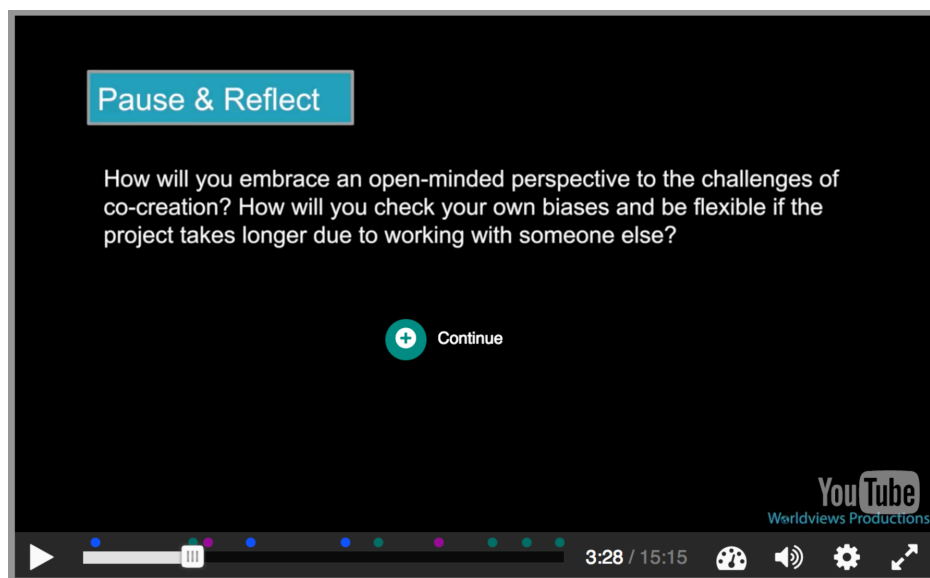 Pause & Reflect
How will you embrace an open-minded perspective to the challenges of
co-creation? How will you check your own biases and be flexible if the
project takes longer due to working with someone else?
Continue
YouTube
Worldviews Productions
3:28 / 15:15